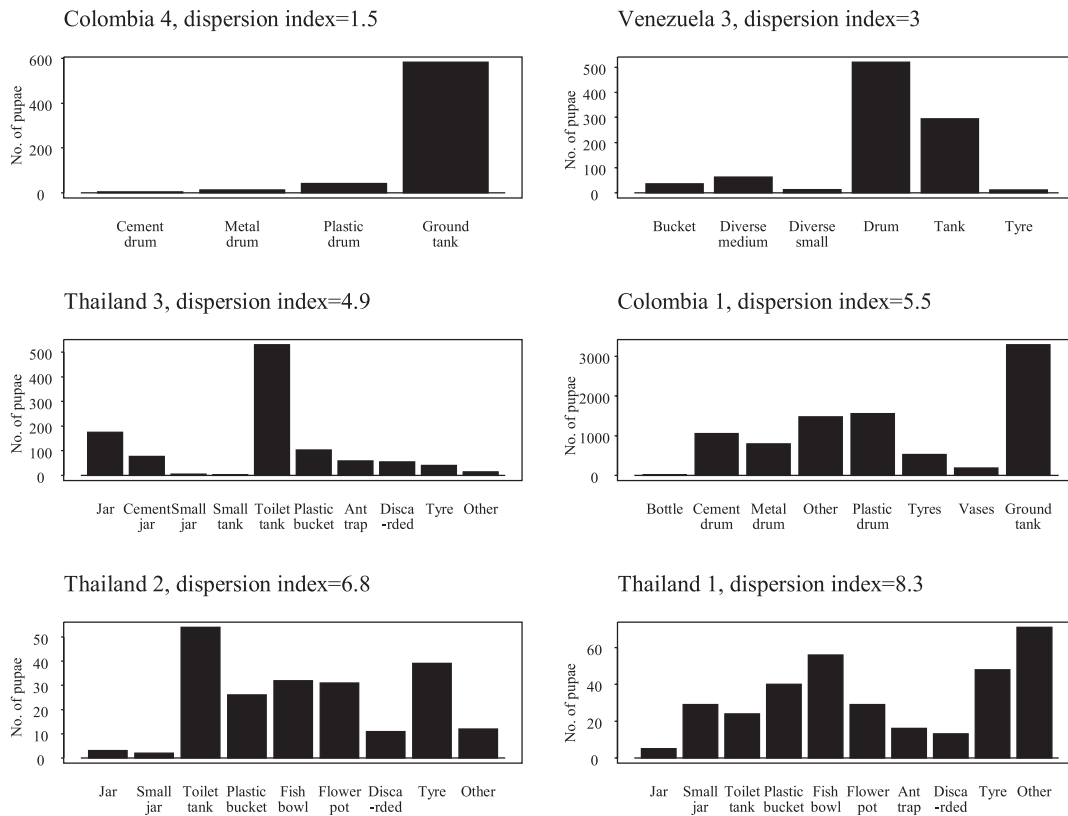 Colombia 4, dispersion index=1.5
No. of pupae
600
400
200
0
Cement drum
Metal drum
Plastic drum
Ground tank
Venezuela 3, dispersion index=3
No. of pupae
500
400
300
200
100
0
Bucket
Diverse medium
Diverse small
Drum
Tank
Tyre
Thailand 3, dispersion index=4.9
No. of pupae
500
400
300
200
100
0
Jar
Cement jar
Small jar
Small tank
Toilet tank
Plastic bucket
Ant trap
Disca -rded
Tyre
Other
Colombia 1, dispersion index=5.5
No. of pupae
3000
2000
1000
0
Bottle
Cement drum
Metal drum
Other
Plastic drum
Tyres
Vases
Ground tank
Thailand 2, dispersion index=6.8
No. of pupae
50
40
30
20
10
0
Jar
Small jar
Toilet tank
Plastic bucket
Fish bowl
Flower pot
Disca -rded
Tyre
Other
Thailand 1, dispersion index=8.3
No. of pupae
60
40
20
0
Jar
Small jar
Toilet tank
Plastic bucket
Fish bowl
Flower pot
Ant trap
Disca -rded
Tyre
Other